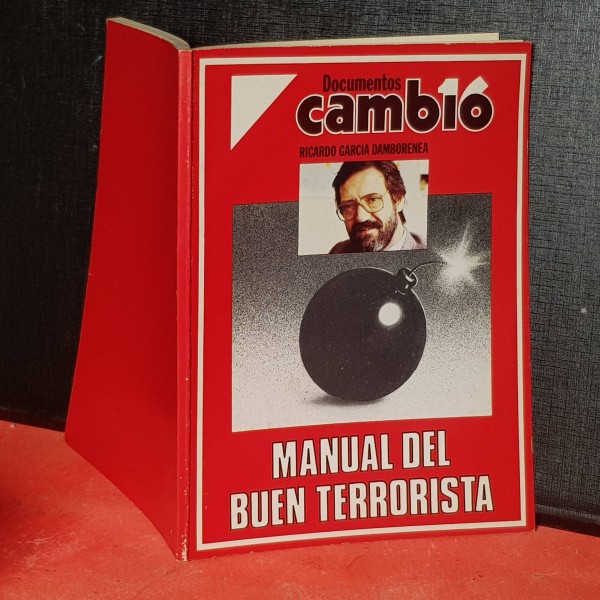 Documentos
cambio16
RICARDO GARCIA DAMBORENEA
MANUAL DEL
BUEN TERRORISTA